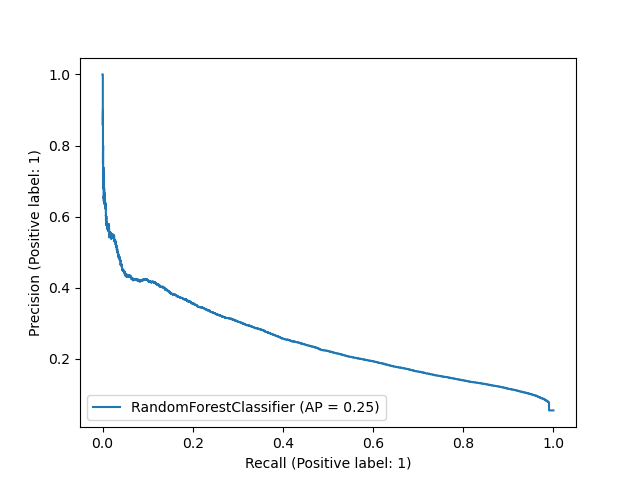 1.0
0.8
0.6
0.4
0.2
Precision (Positive label: 1)
RandomForestClassifier (AP = 0.25)
0.0 0.2 0.4 0.6 0.8 1.0
Recall (Positive label: 1)